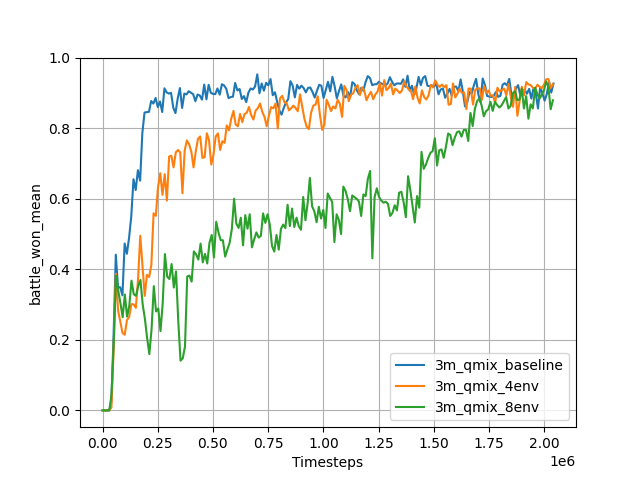 1.0
0.8
0.6
0.4
0.2
0.0
battle_won_mean
3m_qmix_baseline
3m_qmix_4env
3m_qmix_8env
0.00 0.25 0.50 0.75 1.00 1.25 1.50 1.75 2.00
Timesteps
1e6